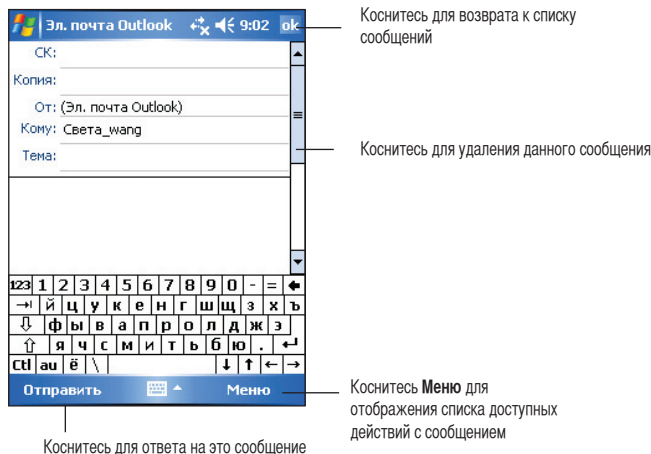 Эл. почта Outlook 9:02 ok
СК:
Копия:
От: (Эл. почта Outlook)
Кому: Света_wang
Тема:
123 1 2 3 4 5 6 7 8 9 0 - =
й ц у к е н г ш щ з х ъ
ф ы в а п р о л д ж э
я ч с м и т ь б ю .
Ctl au ё \
Отправить Меню
Коснитесь для возврата к списку
сообщений
Коснитесь для удаления данного сообщения
Коснитесь Меню для
отображения списка доступных
действий с сообщением
Коснитесь для ответа на это сообщение